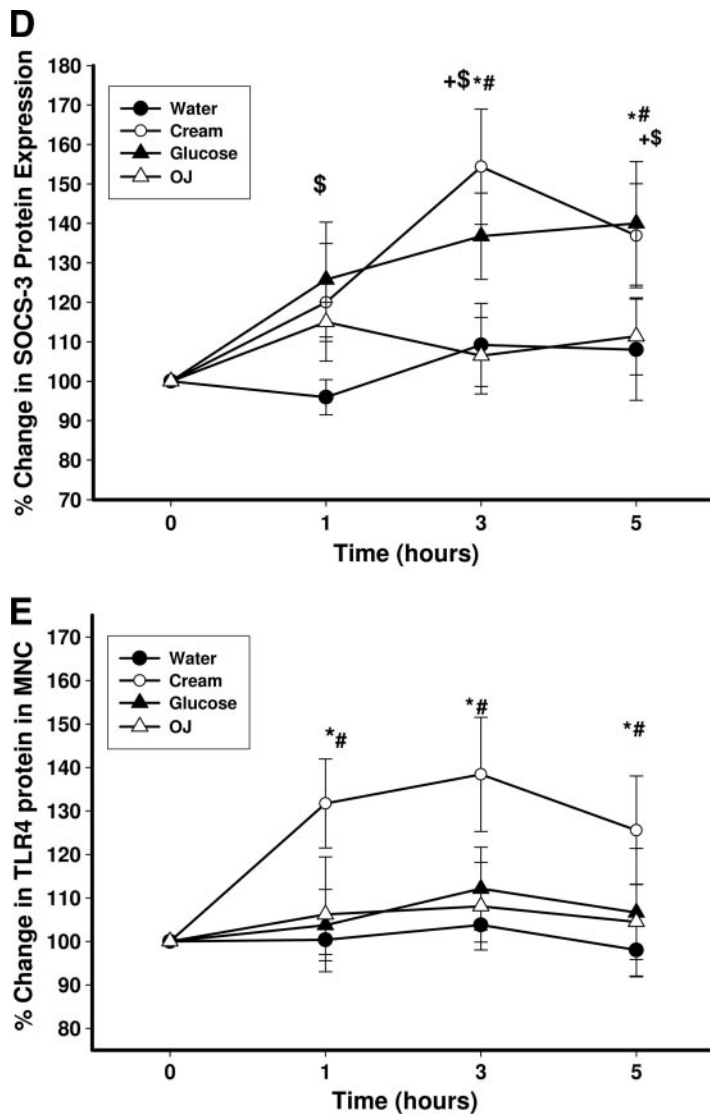 D
% Change in SOCS-3 Protein Expression
180
170
160
150
140
130
120
110
100
90
80
70
Water
Cream
Glucose
OJ
$
+$*#
*#
+$
0
1
3
5
Time (hours)
E
% Change in TLR4 protein in MNC
170
160
150
140
130
120
110
100
90
80
Water
Cream
Glucose
OJ
*#
*#
*#
0
1
3
5
Time (hours)